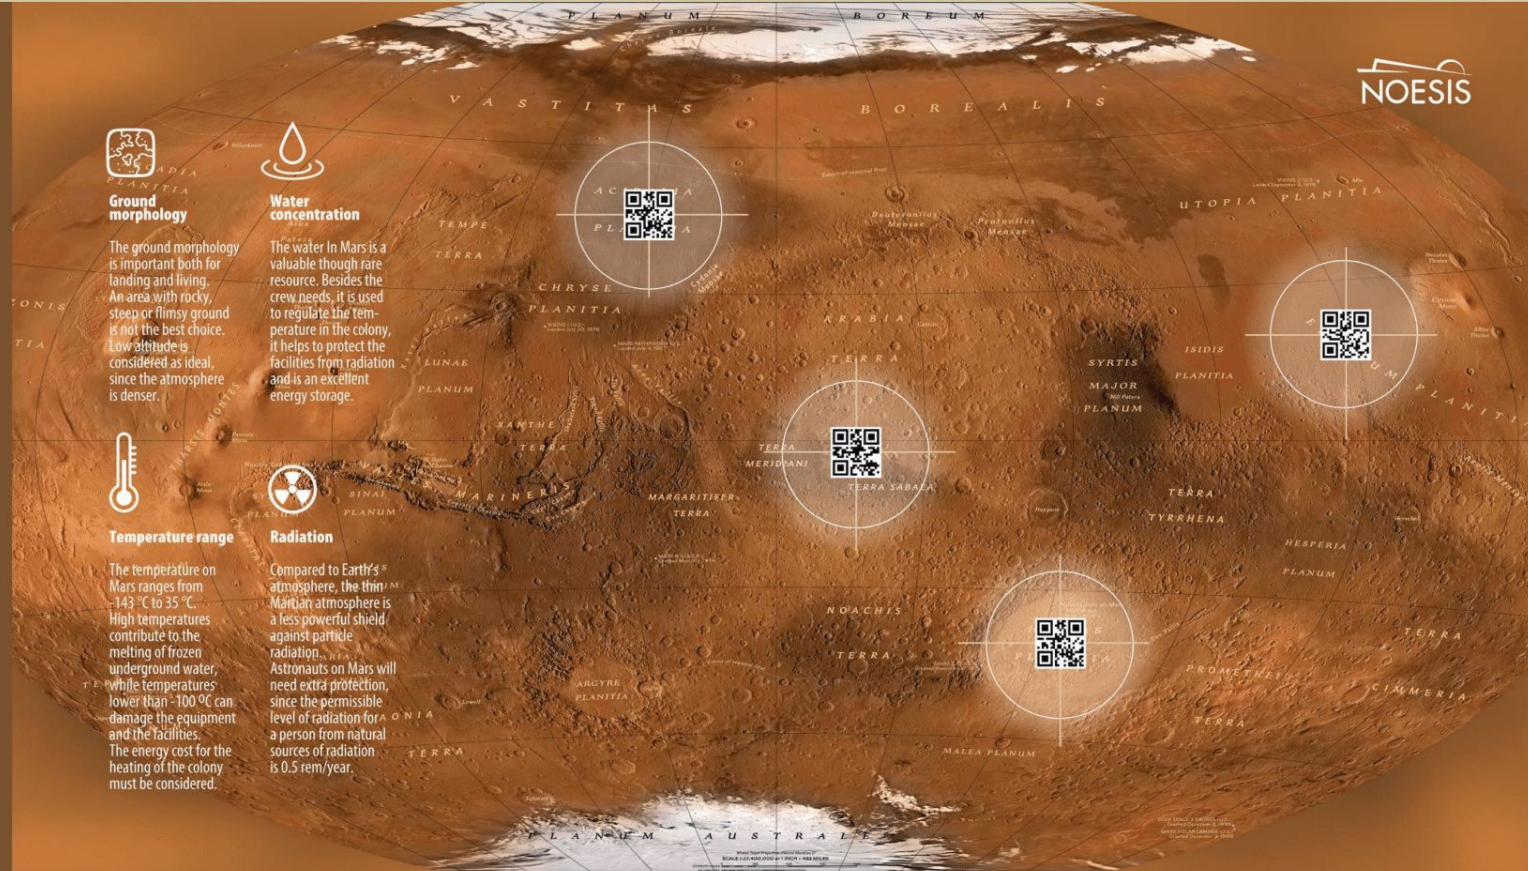 PLANUM BOREUM
NOESIS
VASTITAS BOREALIS
Ground
morphology
The ground morphology
is important both for
landing and living.
An area with rocky,
steep or flimsy ground
is not the best choice.
Low altitude is
considered as ideal,
since the atmosphere
is denser.
Water
concentration
The water In Mars is a
valuable though rare
resource. Besides the
crew needs, it is used
to regulate the tem-
perature in the colony,
it helps to protect the
facilities from radiation
and is an excellent
energy storage.
Temperature range
The temperature on
Mars ranges from
-143 °C to 35 °C.
High temperatures
contribute to the
melting of frozen
underground water,
while temperatures
lower than -100 ºC can
damage the equipment
and the facilities.
The energy cost for the
heating of the colony
must be considered.
Radiation
Compared to Earth's
atmosphere, the thin
Martian atmosphere is
a less powerful shield
against particle
radiation.
Astronauts on Mars will
need extra protection,
since the permissible
level of radiation for
a person from natural
sources of radiation
is 0.5 rem/year.
PLANITIA
TEMPE
TERRA
CHRYSE
PLANITIA
LUNAE
PLANUM
XANTHE
TERRA
SINAI
PLANUM
MARINERIS
MARGARITIFER
TERRA
Deuteronilus
Mensae
Protonilus
Mensae
Cydonia
Mensae
ARABIA
TERRA
TERRA
MERIDIANI
TERRA SABAEA
UTOPIA PLANITIA
SYRTIS
MAJOR
PLANUM
ISIDIS
PLANITIA
TERRA
TYRRHENA
HESPERIA
PLANUM
NOACHIS
TERRA
ARGYRE
PLANITIA
AONIA
TERRA
MALEA PLANUM
PROMETHEI
TERRA
TERRA
CIMMERIA
PLANUM AUSTRALE